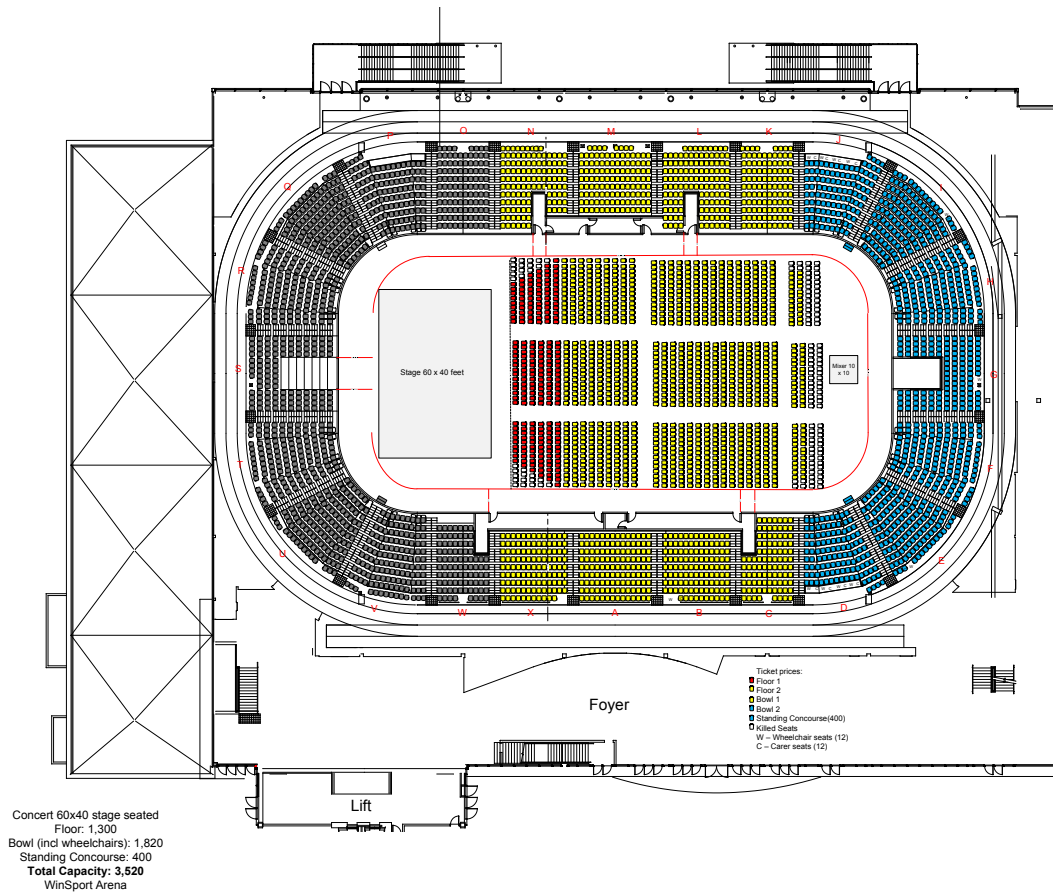 P
O
N
M
L
K
J
Q
I
R
H
Stage 60 x 40 feet
Mixer 10
x 10
S
G
T
F
U
E
V
W
X
A
B
C
D
W
C
W
C
W
C
W
Ticket prices:
Floor 1
Floor 2
Bowl 1
Bowl 2
Standing Concourse(400)
Killed Seats
W – Wheelchair seats (12)
C – Carer seats (12)
Foyer
Lift
Concert 60x40 stage seated
Floor: 1,300
Bowl (incl wheelchairs): 1,820
Standing Concourse: 400
Total Capacity: 3,520
WinSport Arena